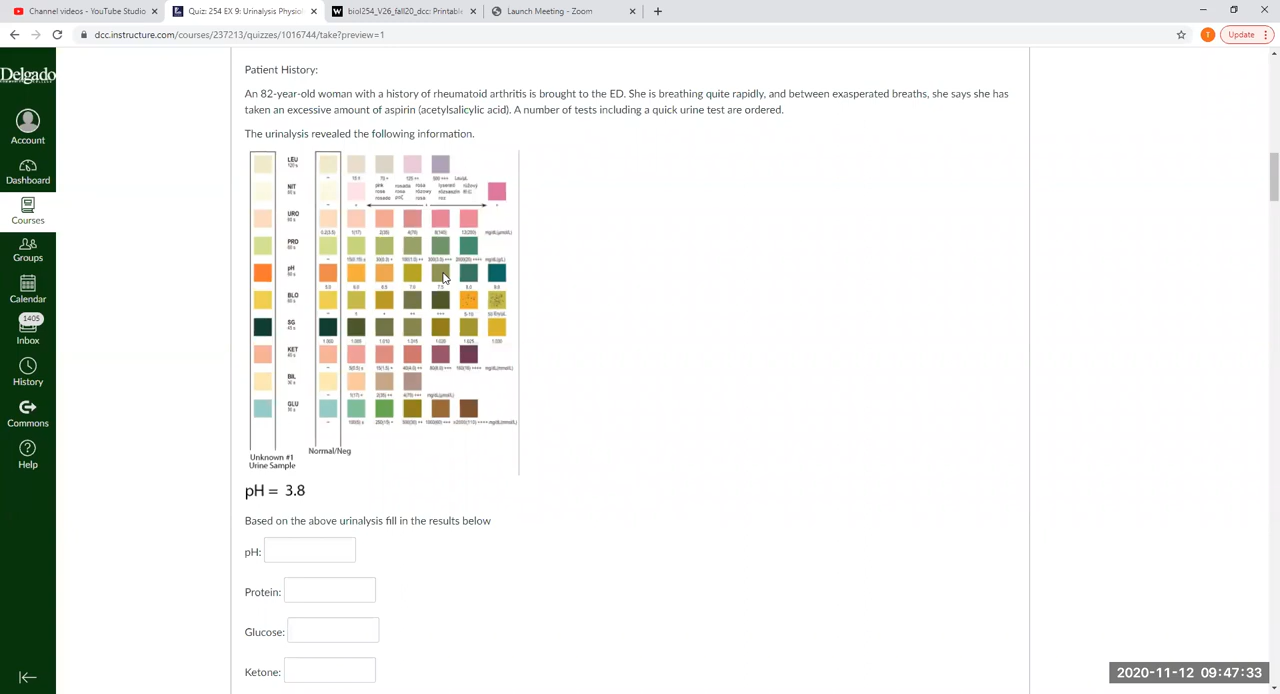 Channel videos - YouTube Studio
Quiz: 254 EX 9: Urinalysis Physiol
biol254_V26_fall20_dcc: Printabl
Launch Meeting - Zoom
dcc.instructure.com/courses/237213/quizzes/1016744/take?preview=1
T
Update
Delgado
Account
Dashboard
Courses
Groups
Calendar
1405
Inbox
History
Commons
Help
Patient History:
An 82-year-old woman with a history of rheumatoid arthritis is brought to the ED. She is breathing quite rapidly, and between exasperated breaths, she says she has
taken an excessive amount of aspirin (acetylsalicylic acid). A number of tests including a quick urine test are ordered.
The urinalysis revealed the following information.
LEU
NIT
URO
PRO
pH
BLO
SG
KET
BIL
GLU
Unknown #1
Urine Sample
Normal/Neg
pH = 3.8
Based on the above urinalysis fill in the results below
pH:
Protein:
Glucose:
Ketone:
2020-11-12 09:47:33